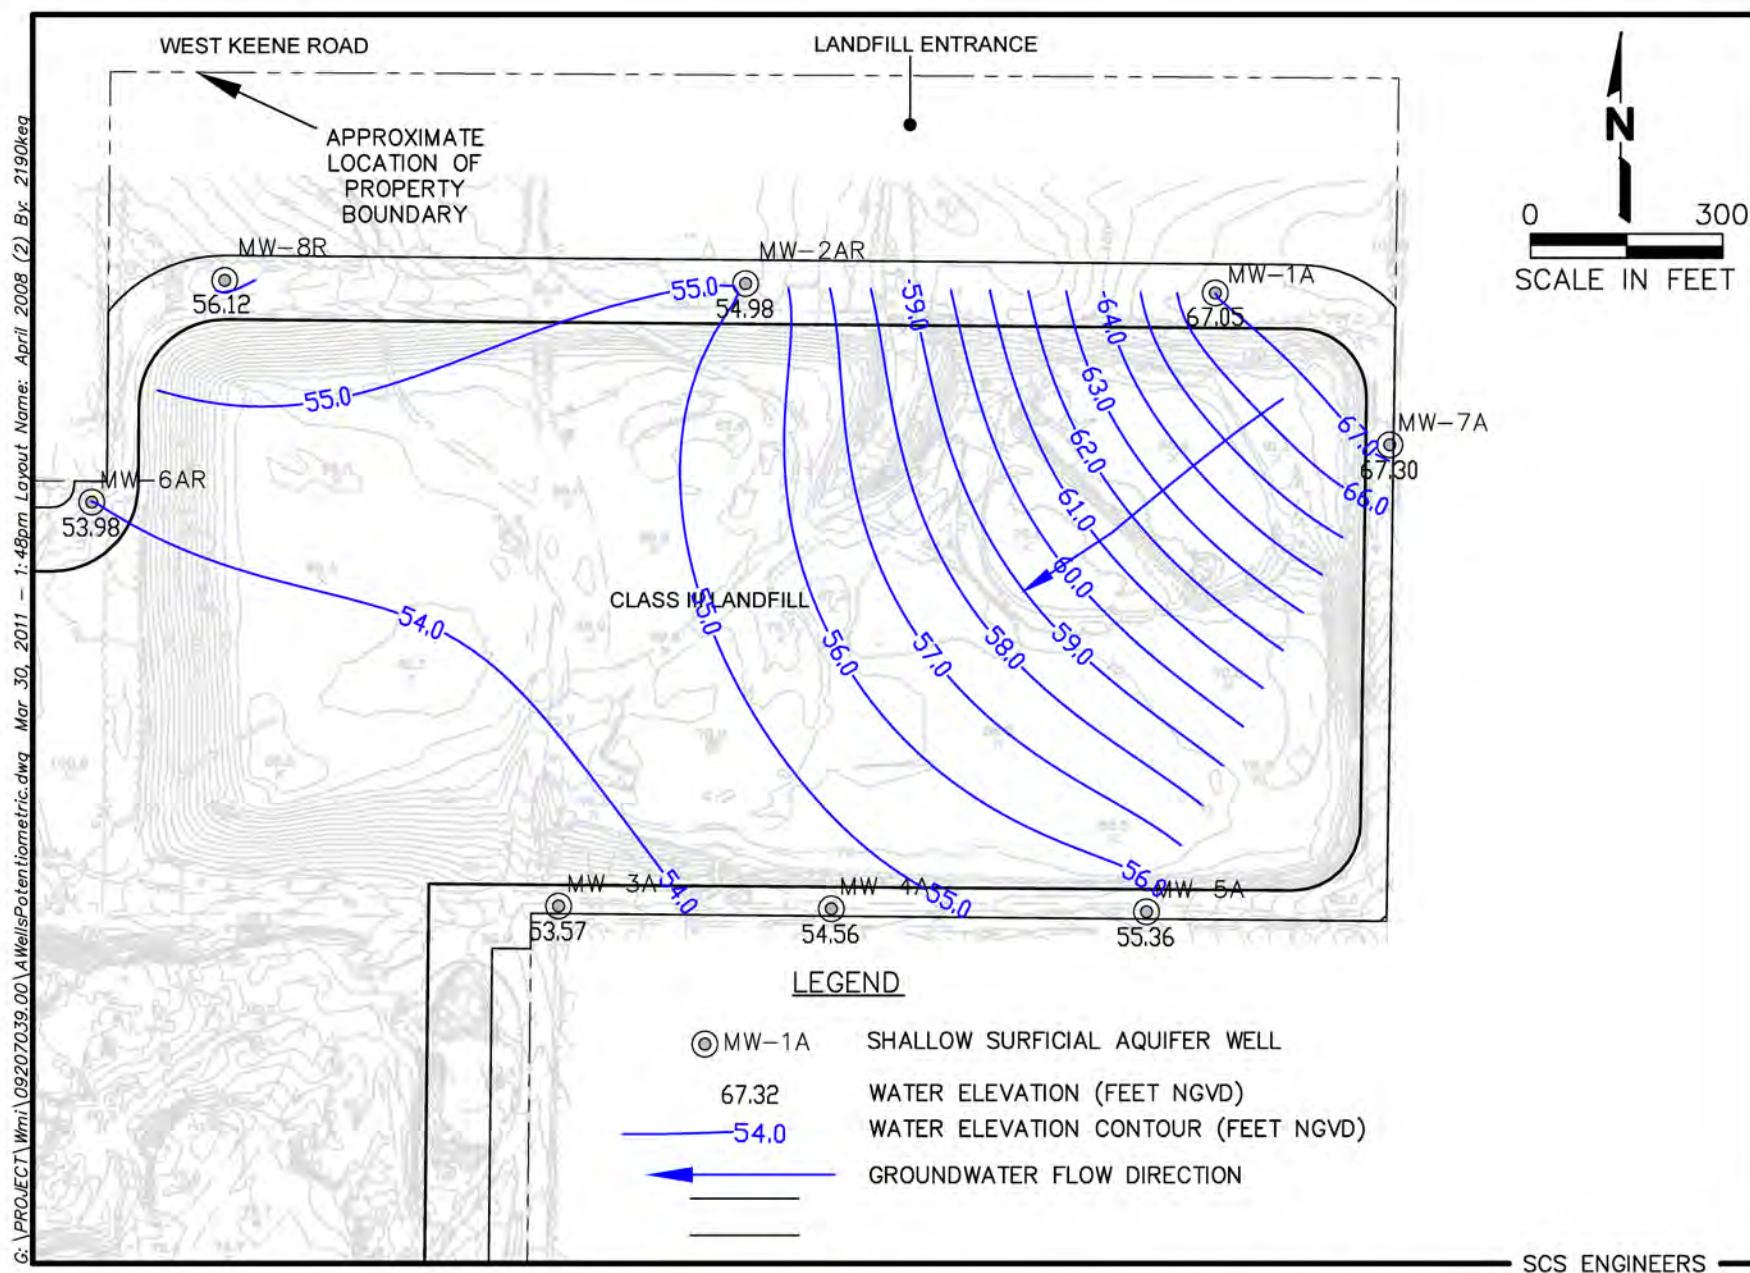 WEST KEENE ROAD
LANDFILL ENTRANCE
APPROXIMATE
LOCATION OF
PROPERTY
BOUNDARY
N
0 300
SCALE IN FEET
MW-8R
56.12
MW-2AR
54.98
MW-1A
67.05
MW-7A
67.30
MW-6AR
53.98
55.0
55.0
59.0
64.0
63.0
62.0
61.0
60.0
67.0
66.0
54.0
CLASS III LANDFILL
55.0
56.0
57.0
58.0
59.0
54.0
55.0
56.0
MW-3A
53.57
MW-4A
54.56
MW-5A
55.36
LEGEND
MW-1A SHALLOW SURFICIAL AQUIFER WELL
67.32 WATER ELEVATION (FEET NGVD)
54.0 WATER ELEVATION CONTOUR (FEET NGVD)
GROUNDWATER FLOW DIRECTION
SCS ENGINEERS
G:\PROJECT\Wmi\09207039.00\AWellsPotentiometric.dwg Mar 30, 2011 - 1:48pm Layout Name: April 2008 (2) By: 2190keg